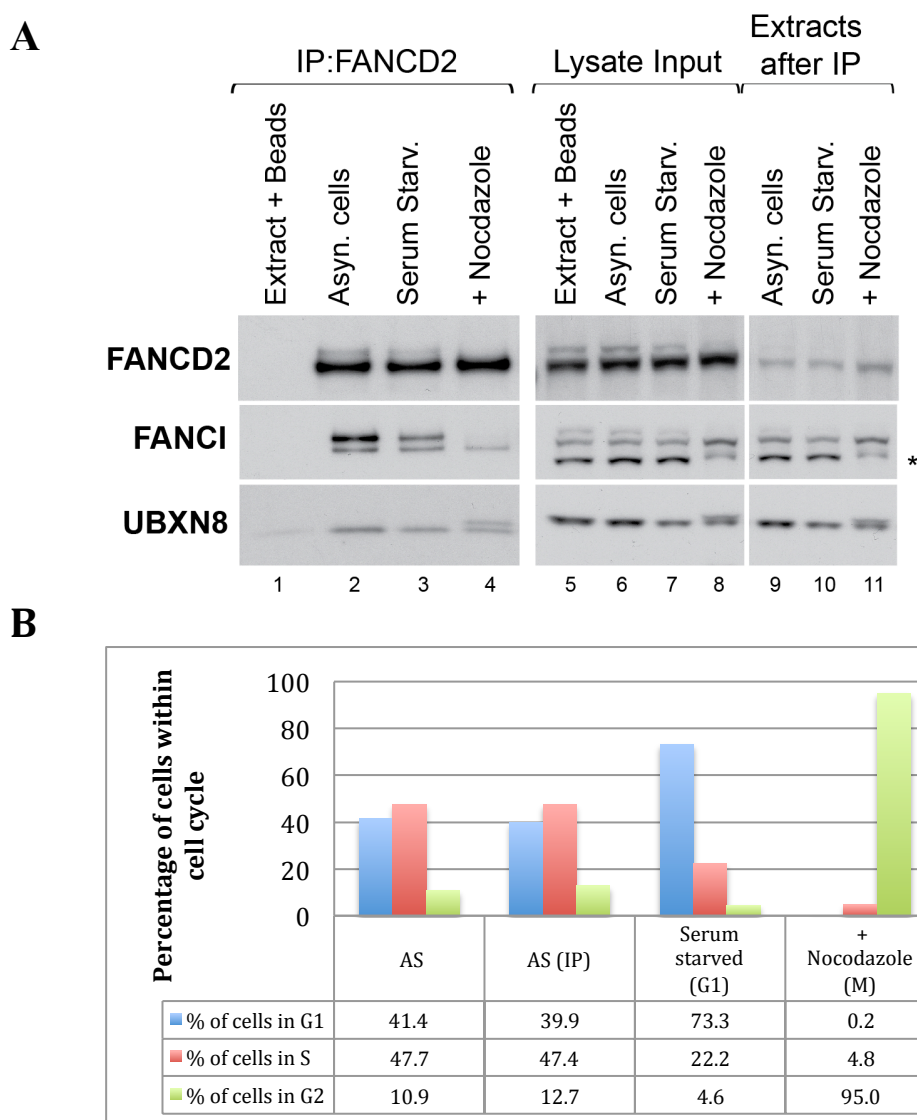 A
IP:FANCD2
Lysate Input
Extracts
after IP
Extract + Beads
Asyn. cells
Serum Starv.
+ Nocdazole
Extract + Beads
Asyn. cells
Serum Starv.
+ Nocdazole
Asyn. cells
Serum Starv.
+ Nocdazole
FANCD2
FANCI
*
UBXN8
1 2 3 4 5 6 7 8 9 10 11
B
Percentage of cells within
cell cycle
100
80
60
40
20
0
AS
AS (IP)
Serum
starved
(G1)
+
Nocodazole
(M)
% of cells in G1 41.4 39.9 73.3 0.2
% of cells in S 47.7 47.4 22.2 4.8
% of cells in G2 10.9 12.7 4.6 95.0